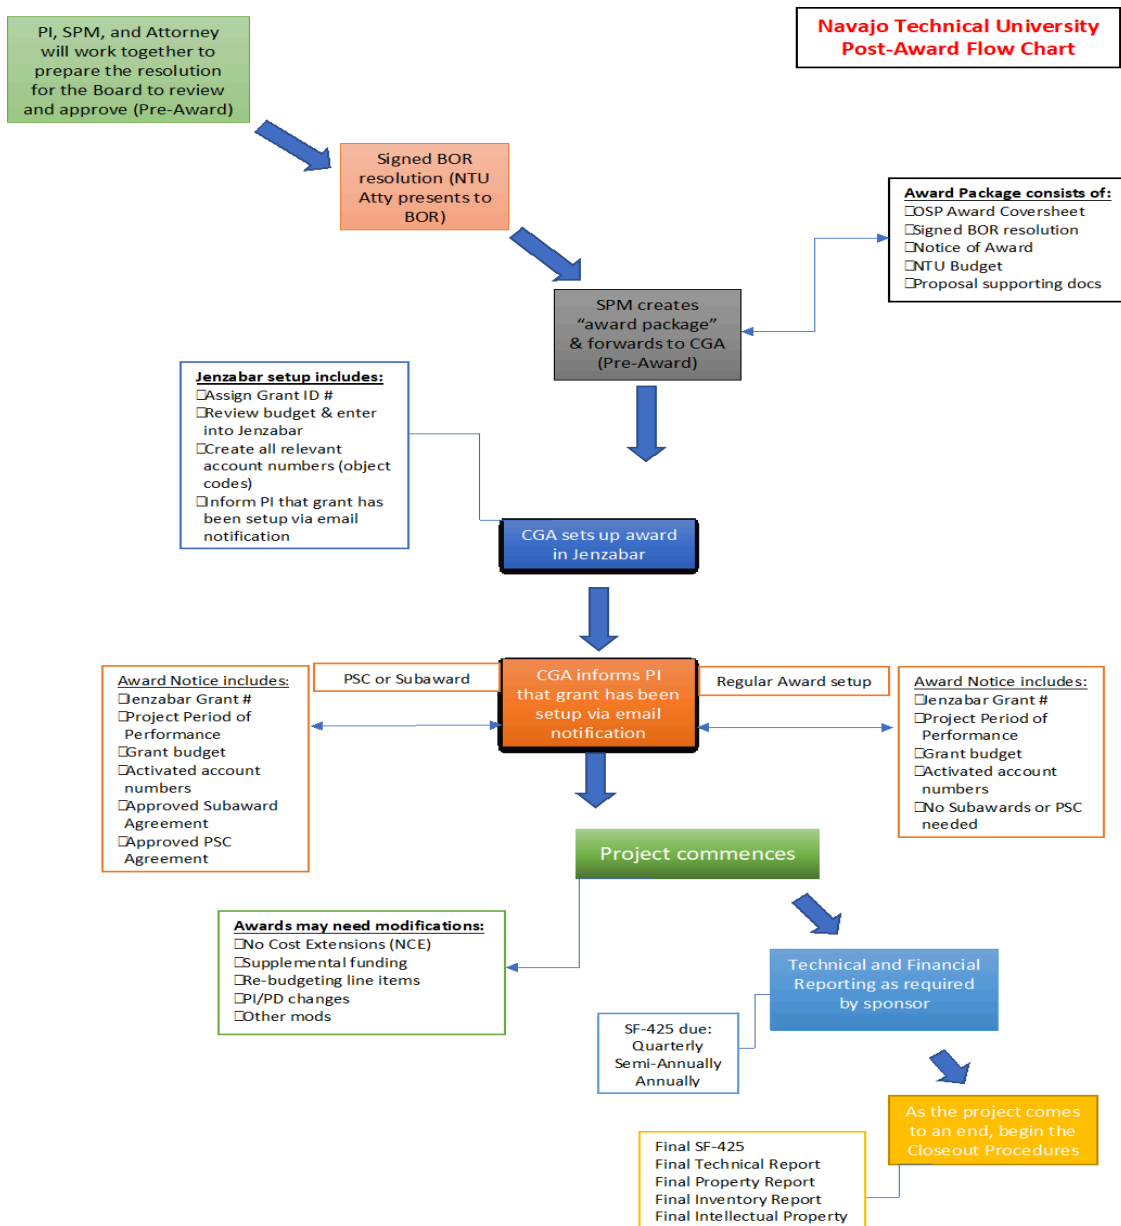 PI, SPM, and Attorney
will work together to
prepare the resolution
for the Board to review
and approve (Pre-Award)
Navajo Technical University
Post-Award Flow Chart
Signed BOR
resolution (NTU
Atty presents to
BOR)
Award Package consists of:
☐OSP Award Coversheet
☐Signed BOR resolution
☐Notice of Award
☐NTU Budget
☐Proposal supporting docs
SPM creates
“award package”
& forwards to CGA
(Pre-Award)
Jenzabar setup includes:
☐Assign Grant ID #
☐Review budget & enter
into Jenzabar
☐Create all relevant
account numbers (object
codes)
☐Inform PI that grant has
been setup via email
notification
CGA sets up award
in Jenzabar
Award Notice includes:
☐Jenzabar Grant #
☐Project Period of
Performance
☐Grant budget
☐Activated account
numbers
☐Approved Subaward
Agreement
☐Approved PSC
Agreement
PSC or Subaward
CGA informs PI
that grant has been
setup via email
notification
Regular Award setup
Award Notice includes:
☐Jenzabar Grant #
☐Project Period of
Performance
☐Grant budget
☐Activated account
numbers
☐No Subawards or PSC
needed
Project commences
Awards may need modifications:
☐No Cost Extensions (NCE)
☐Supplemental funding
☐Re-budgeting line items
☐PI/PD changes
☐Other mods
Technical and Financial
Reporting as required
by sponsor
SF-425 due:
Quarterly
Semi-Annually
Annually
As the project comes
to an end, begin the
Closeout Procedures
Final SF-425
Final Technical Report
Final Property Report
Final Inventory Report
Final Intellectual Property